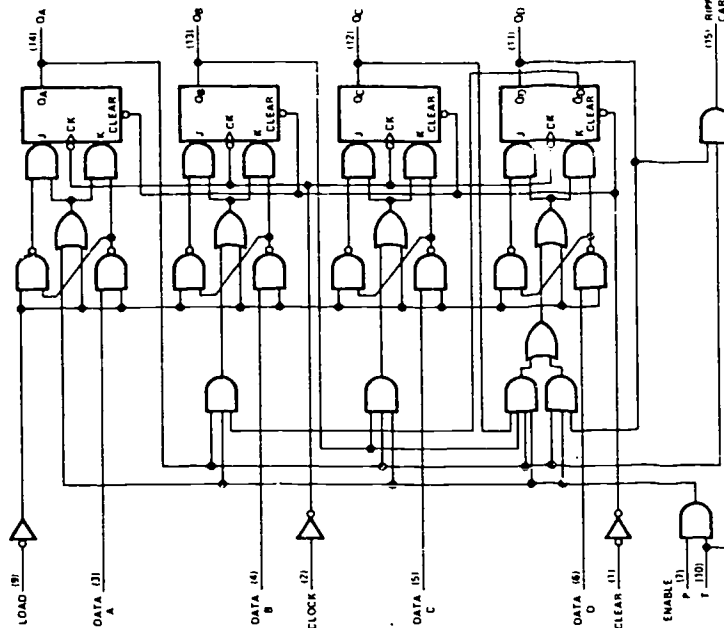 (14) QA
(13) QB
(12) QC
(11) QD
(15)
QA
J
CK
K
CLEAR
QB
J
CK
K
CLEAR
QC
J
CK
K
CLEAR
QD
QD
J
CK
K
CLEAR
LOAD (9)
DATA (3)
A
DATA (4)
B
CLOCK (2)
DATA (5)
C
DATA (6)
D
CLEAR (1)
ENABLE
P (7)
T (10)